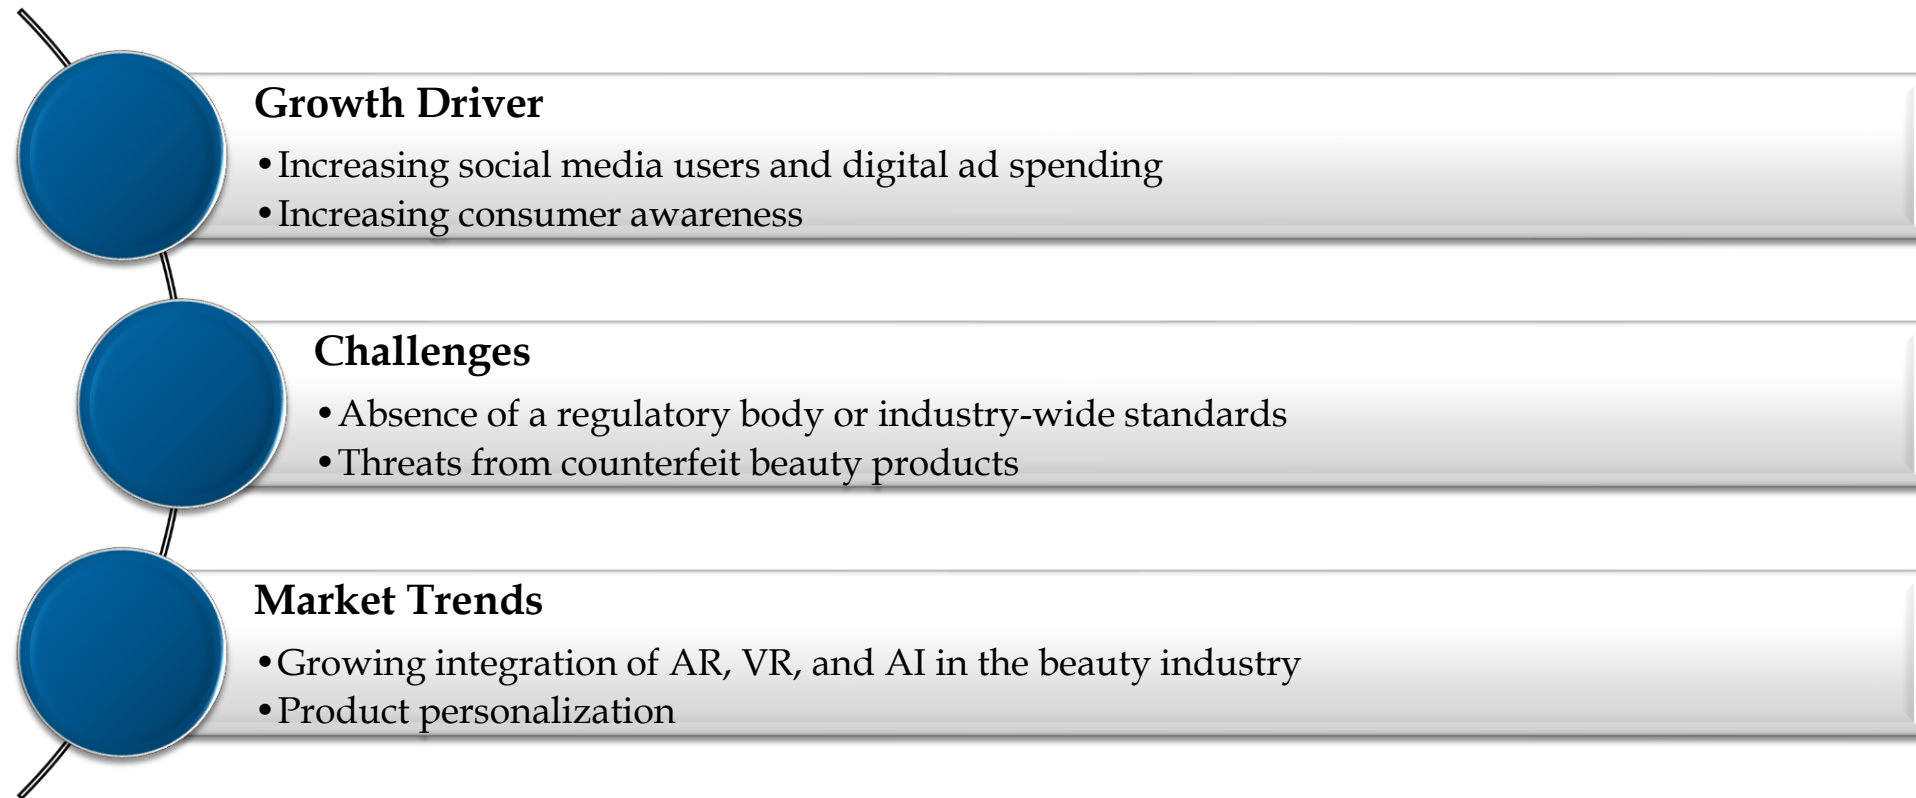 Growth Driver
•Increasing social media users and digital ad spending
•Increasing consumer awareness
Challenges
•Absence of a regulatory body or industry-wide standards
•Threats from counterfeit beauty products
Market Trends
•Growing integration of AR, VR, and AI in the beauty industry
•Product personalization